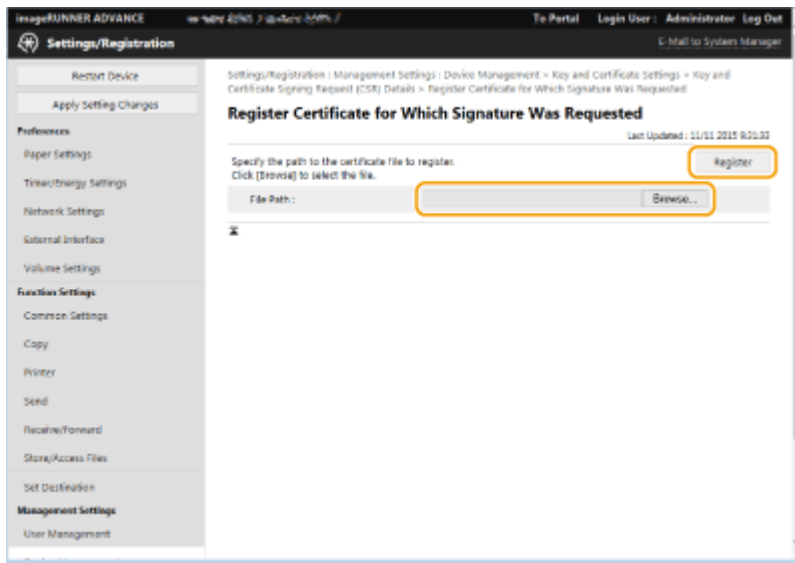 imageRUNNER ADVANCE
To Portal Login User : Administrator Log Out
Settings/Registration
E-Mail to System Manager
Restart Device
Apply Setting Changes
Preferences
Paper Settings
Timer/Energy Settings
Network Settings
External Interface
Volume Settings
Function Settings
Common Settings
Copy
Printer
Send
Receive/Forward
Store/Access Files
Set Destination
Management Settings
User Management
Settings/Registration : Management Settings : Device Management > Key and Certificate Settings > Key and
Certificate Signing Request (CSR) Details > Register Certificate for Which Signature Was Requested
Register Certificate for Which Signature Was Requested
Last Updated : 11/11 2015 9:31:33
Specify the path to the certificate file to register.
Click [Browse] to select the file.
Register
File Path :
Browse...